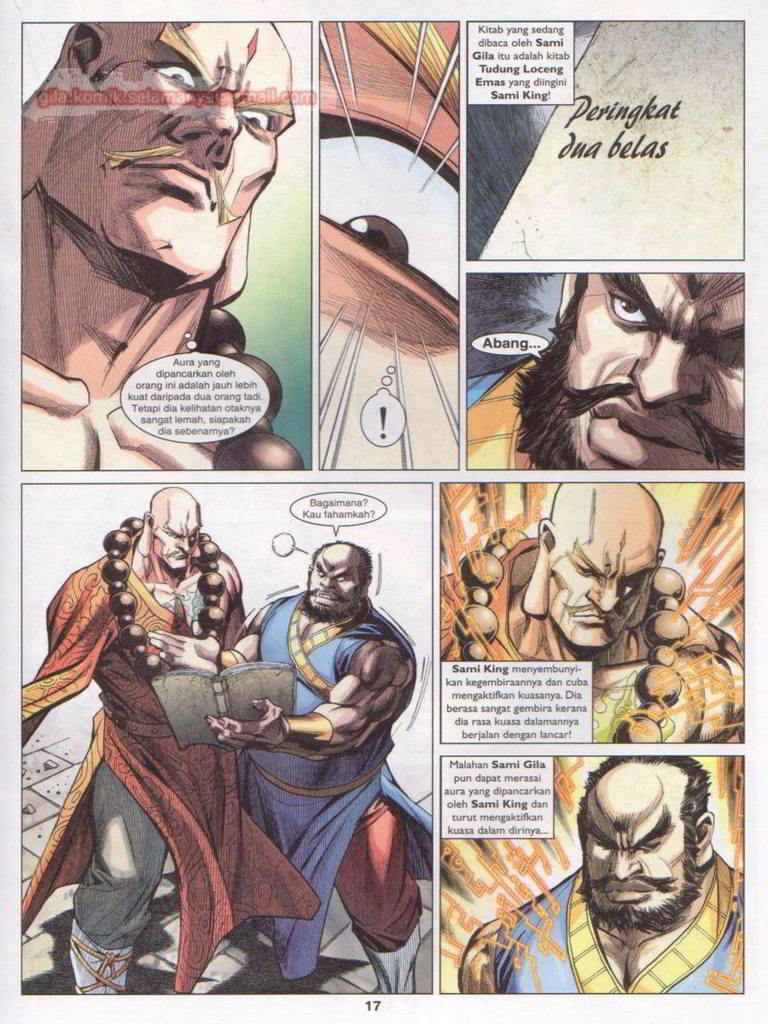 gila.komik.selamanya@gmail.com
Aura yang
dipancarkan oleh
orang ini adalah jauh lebih
kuat daripada dua orang tadi.
Tetapi dia kelihatan otaknya
sangat lemah, siapakah
dia sebenarnya?
!
Kitab yang sedang
dibaca oleh Sami
Gila itu adalah kitab
Tudung Loceng
Emas yang diingini
Sami King!
Peringkat
dua belas
Abang...
Bagaimana?
Kau fahamkah?
Sami King menyembunyi-
kan kegembiraannya dan cuba
mengaktifkan kuasanya. Dia
berasa sangat gembira kerana
dia rasa kuasa dalamannya
berjalan dengan lancar!
Malahan Sami Gila
pun dapat merasai
aura yang dipancarkan
oleh Sami King dan
turut mengaktifkan
kuasa dalam dirinya...
17